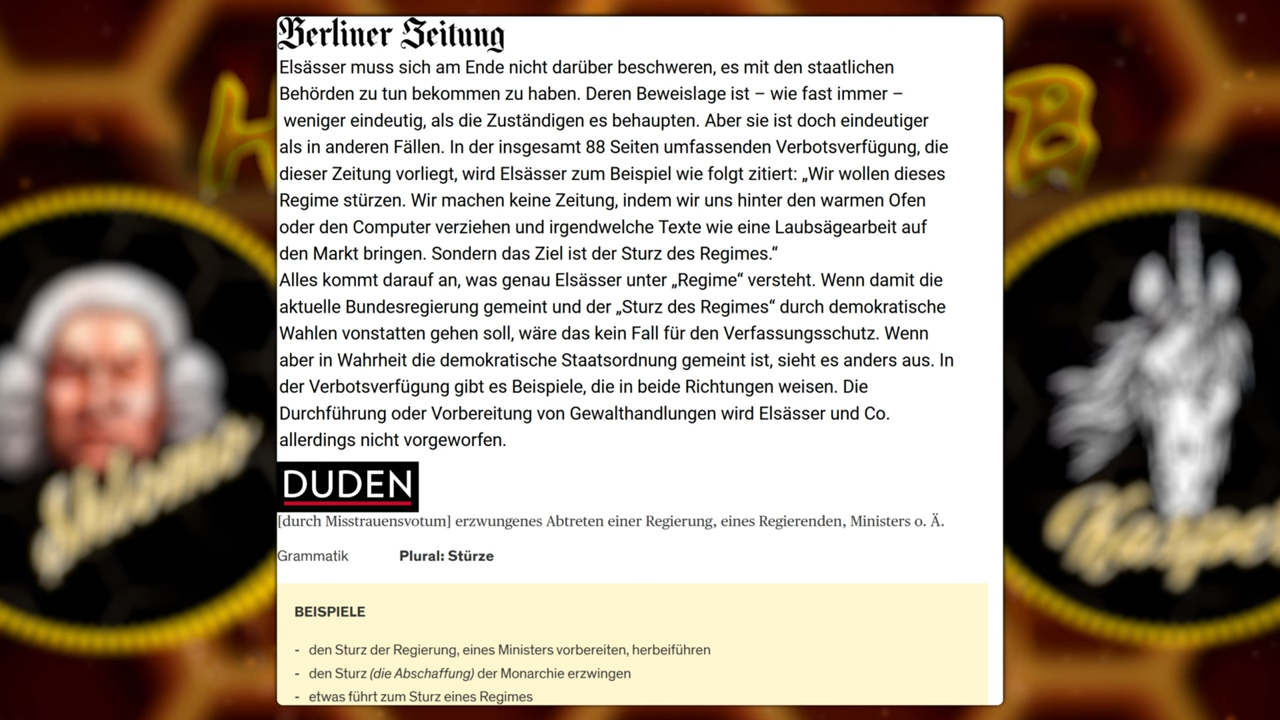 Berliner Zeitung
Elsässer muss sich am Ende nicht darüber beschweren, es mit den staatlichen
Behörden zu tun bekommen zu haben. Deren Beweislage ist – wie fast immer –
weniger eindeutig, als die Zuständigen es behaupten. Aber sie ist doch eindeutiger
als in anderen Fällen. In der insgesamt 88 Seiten umfassenden Verbotsverfügung, die
dieser Zeitung vorliegt, wird Elsässer zum Beispiel wie folgt zitiert: „Wir wollen dieses
Regime stürzen. Wir machen keine Zeitung, indem wir uns hinter den warmen Ofen
oder den Computer verziehen und irgendwelche Texte wie eine Laubsägearbeit auf
den Markt bringen. Sondern das Ziel ist der Sturz des Regimes.“
Alles kommt darauf an, was genau Elsässer unter „Regime“ versteht. Wenn damit die
aktuelle Bundesregierung gemeint und der „Sturz des Regimes“ durch demokratische
Wahlen vonstatten gehen soll, wäre das kein Fall für den Verfassungsschutz. Wenn
aber in Wahrheit die demokratische Staatsordnung gemeint ist, sieht es anders aus. In
der Verbotsverfügung gibt es Beispiele, die in beide Richtungen weisen. Die
Durchführung oder Vorbereitung von Gewalthandlungen wird Elsässer und Co.
allerdings nicht vorgeworfen.
DUDEN
[durch Misstrauensvotum] erzwungenes Abtreten einer Regierung, eines Regierenden, Ministers o. Ä.
Grammatik Plural: Stürze
BEISPIELE
- den Sturz der Regierung, eines Ministers vorbereiten, herbeiführen
- den Sturz (die Abschaffung) der Monarchie erzwingen
- etwas führt zum Sturz eines Regimes
Shlomo